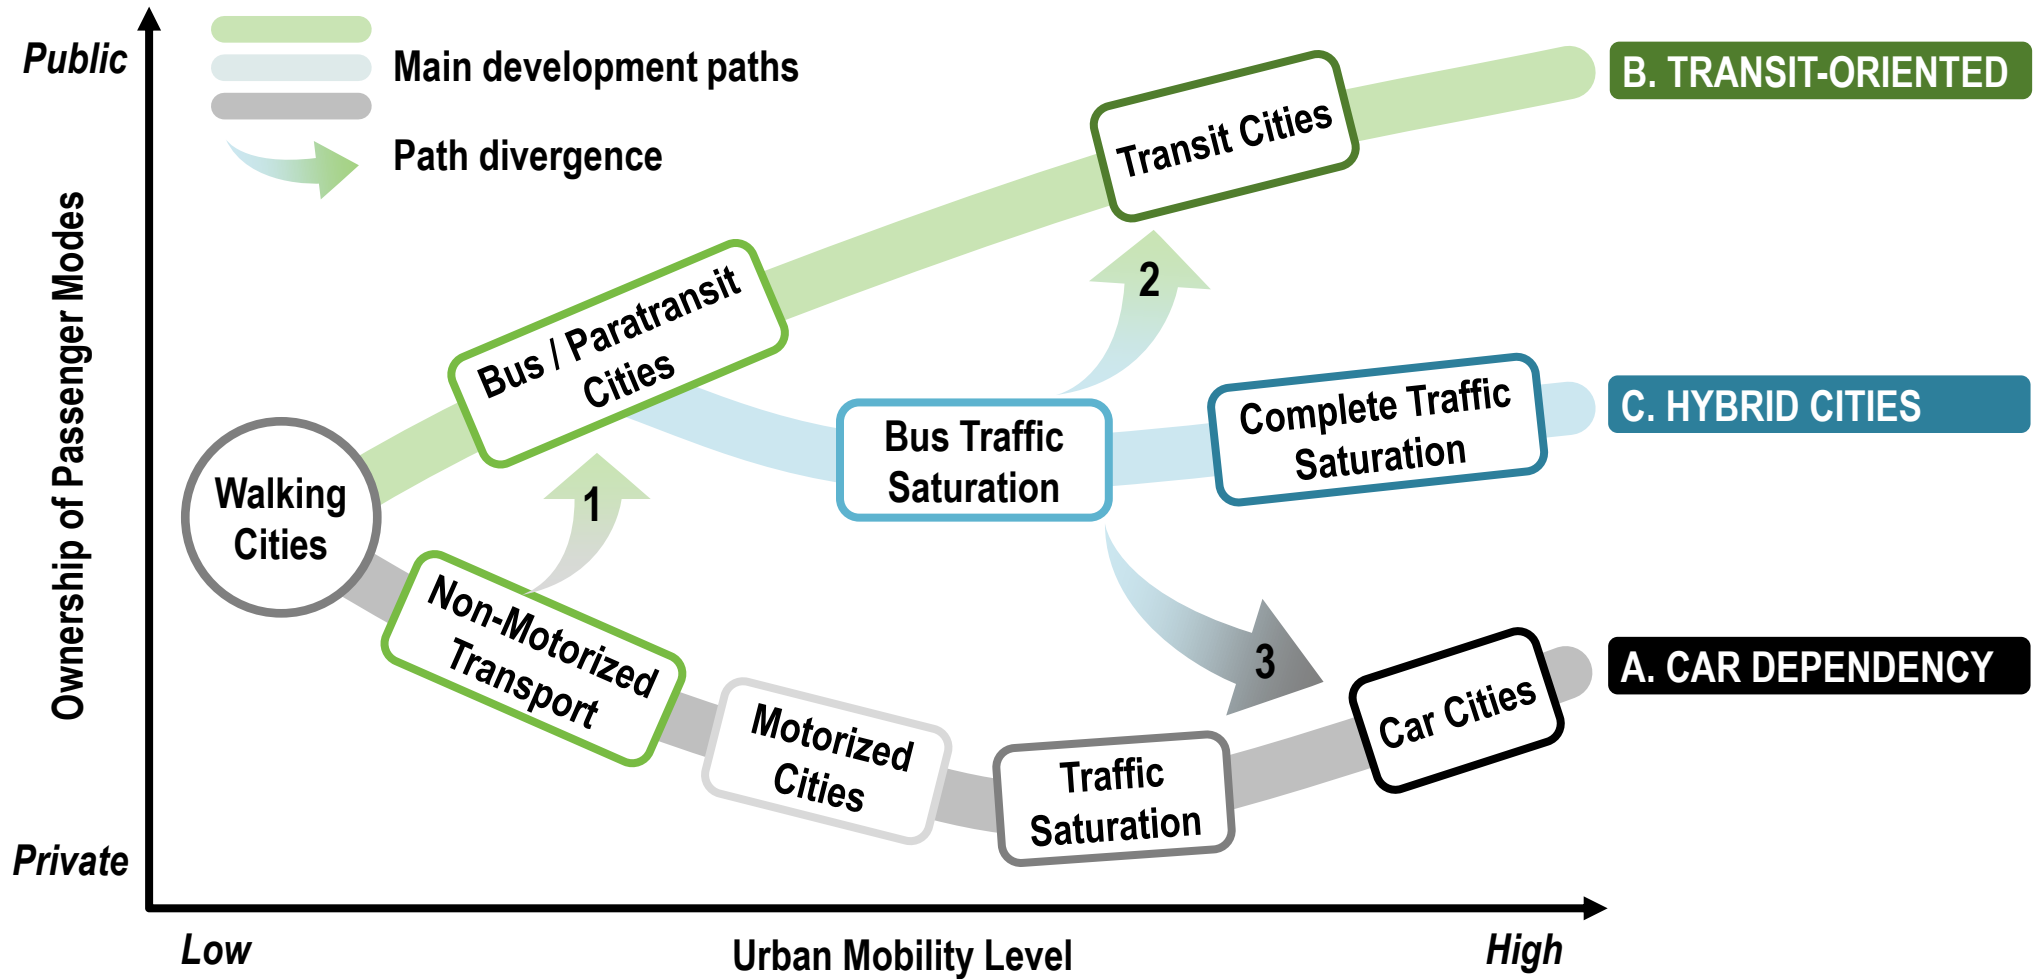 Public
Main development paths
Path divergence
B. TRANSIT-ORIENTED
Transit Cities
2
Bus / Paratransit
Cities
Ownership of Passenger Modes
Walking
Cities
1
Bus Traffic
Saturation
Complete Traffic
Saturation
C. HYBRID CITIES
Non-Motorized
Transport
3
Motorized
Cities
Traffic
Saturation
Car Cities
A. CAR DEPENDENCY
Private
Low
Urban Mobility Level
High